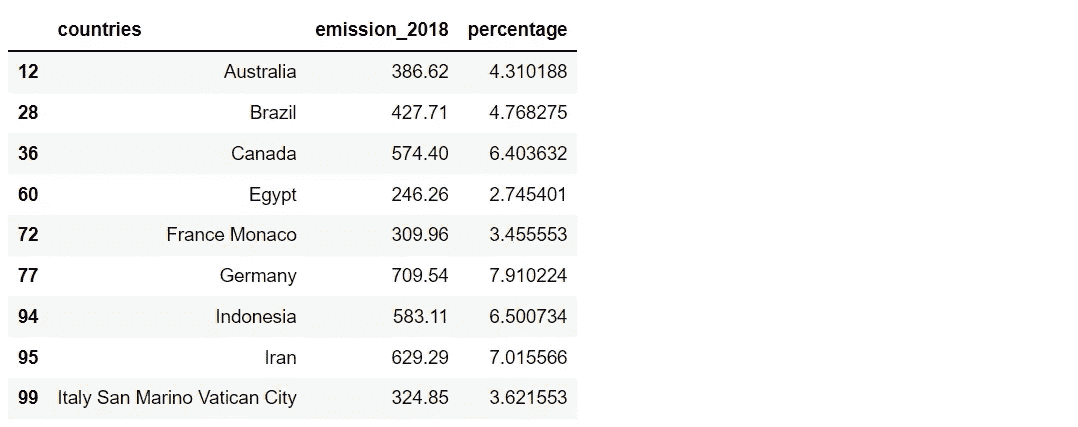 countries emission_2018 percentage
12 Australia 386.62 4.310188
28 Brazil 427.71 4.768275
36 Canada 574.40 6.403632
60 Egypt 246.26 2.745401
72 France Monaco 309.96 3.455553
77 Germany 709.54 7.910224
94 Indonesia 583.11 6.500734
95 Iran 629.29 7.015566
99 Italy San Marino Vatican City 324.85 3.621553